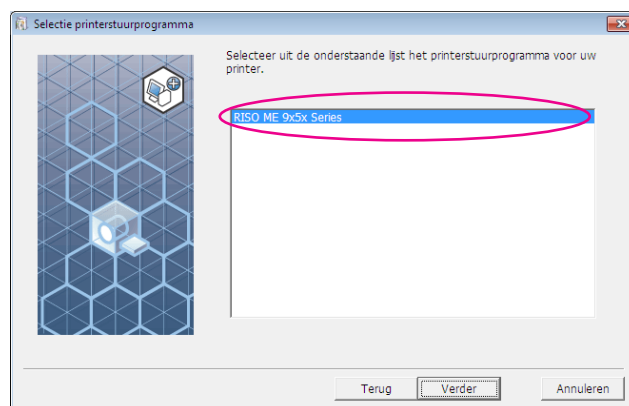 Selectie printerstuurprogramma
Selecteer uit de onderstaande lijst het printerstuurprogramma voor uw
printer.
RISO ME 9x5x Series
Terug
Verder
Annuleren